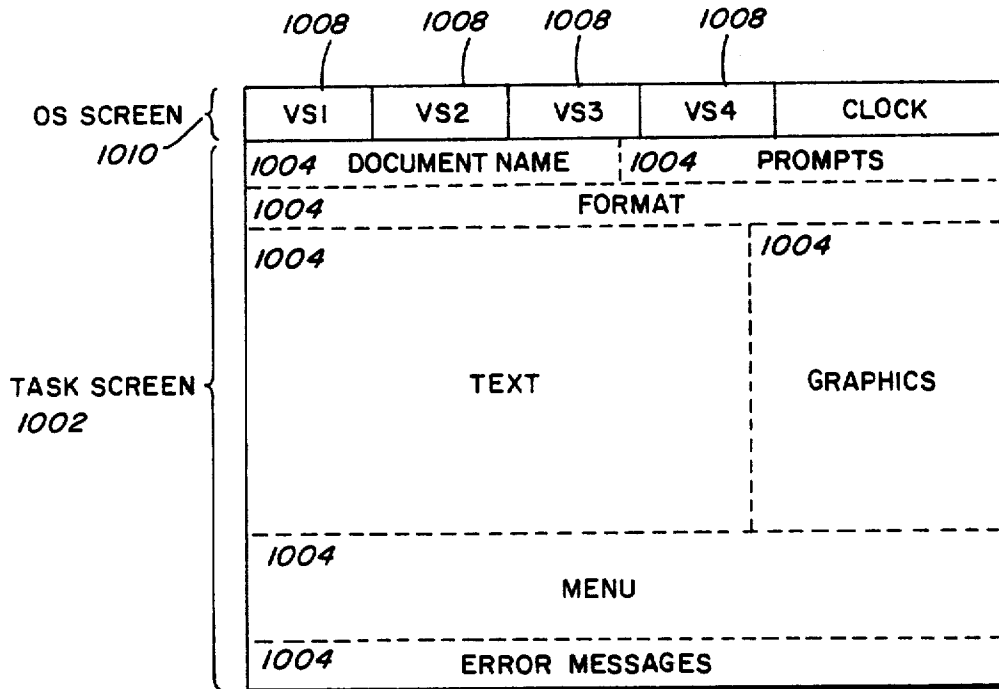 1008 1008 1008 1008
OS SCREEN VS1 VS2 VS3 VS4 CLOCK
1010
1004 DOCUMENT NAME 1004 PROMPTS
1004 FORMAT
1004 1004
TASK SCREEN TEXT GRAPHICS
1002
1004
MENU
1004 ERROR MESSAGES